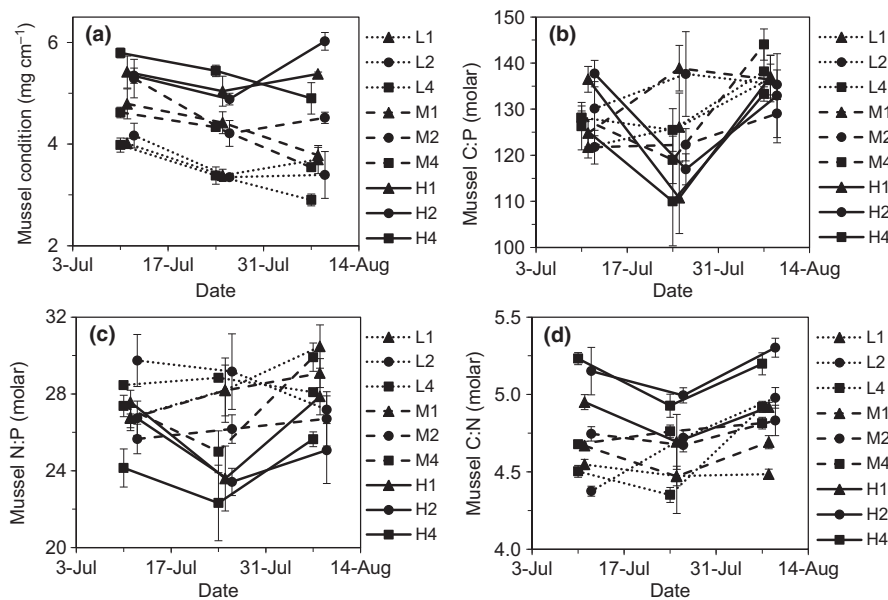 (a)
Mussel condition (mg cm⁻¹)
6
4
2
3-Jul 17-Jul 31-Jul 14-Aug
Date
L1
L2
L4
M1
M2
M4
H1
H2
H4
(b)
Mussel C:P (molar)
150
140
130
120
110
100
3-Jul 17-Jul 31-Jul 14-Aug
Date
L1
L2
L4
M1
M2
M4
H1
H2
H4
(c)
Mussel N:P (molar)
32
28
24
20
3-Jul 17-Jul 31-Jul 14-Aug
Date
L1
L2
L4
M1
M2
M4
H1
H2
H4
(d)
Mussel C:N (molar)
5.5
5.0
4.5
4.0
3-Jul 17-Jul 31-Jul 14-Aug
Date
L1
L2
L4
M1
M2
M4
H1
H2
H4